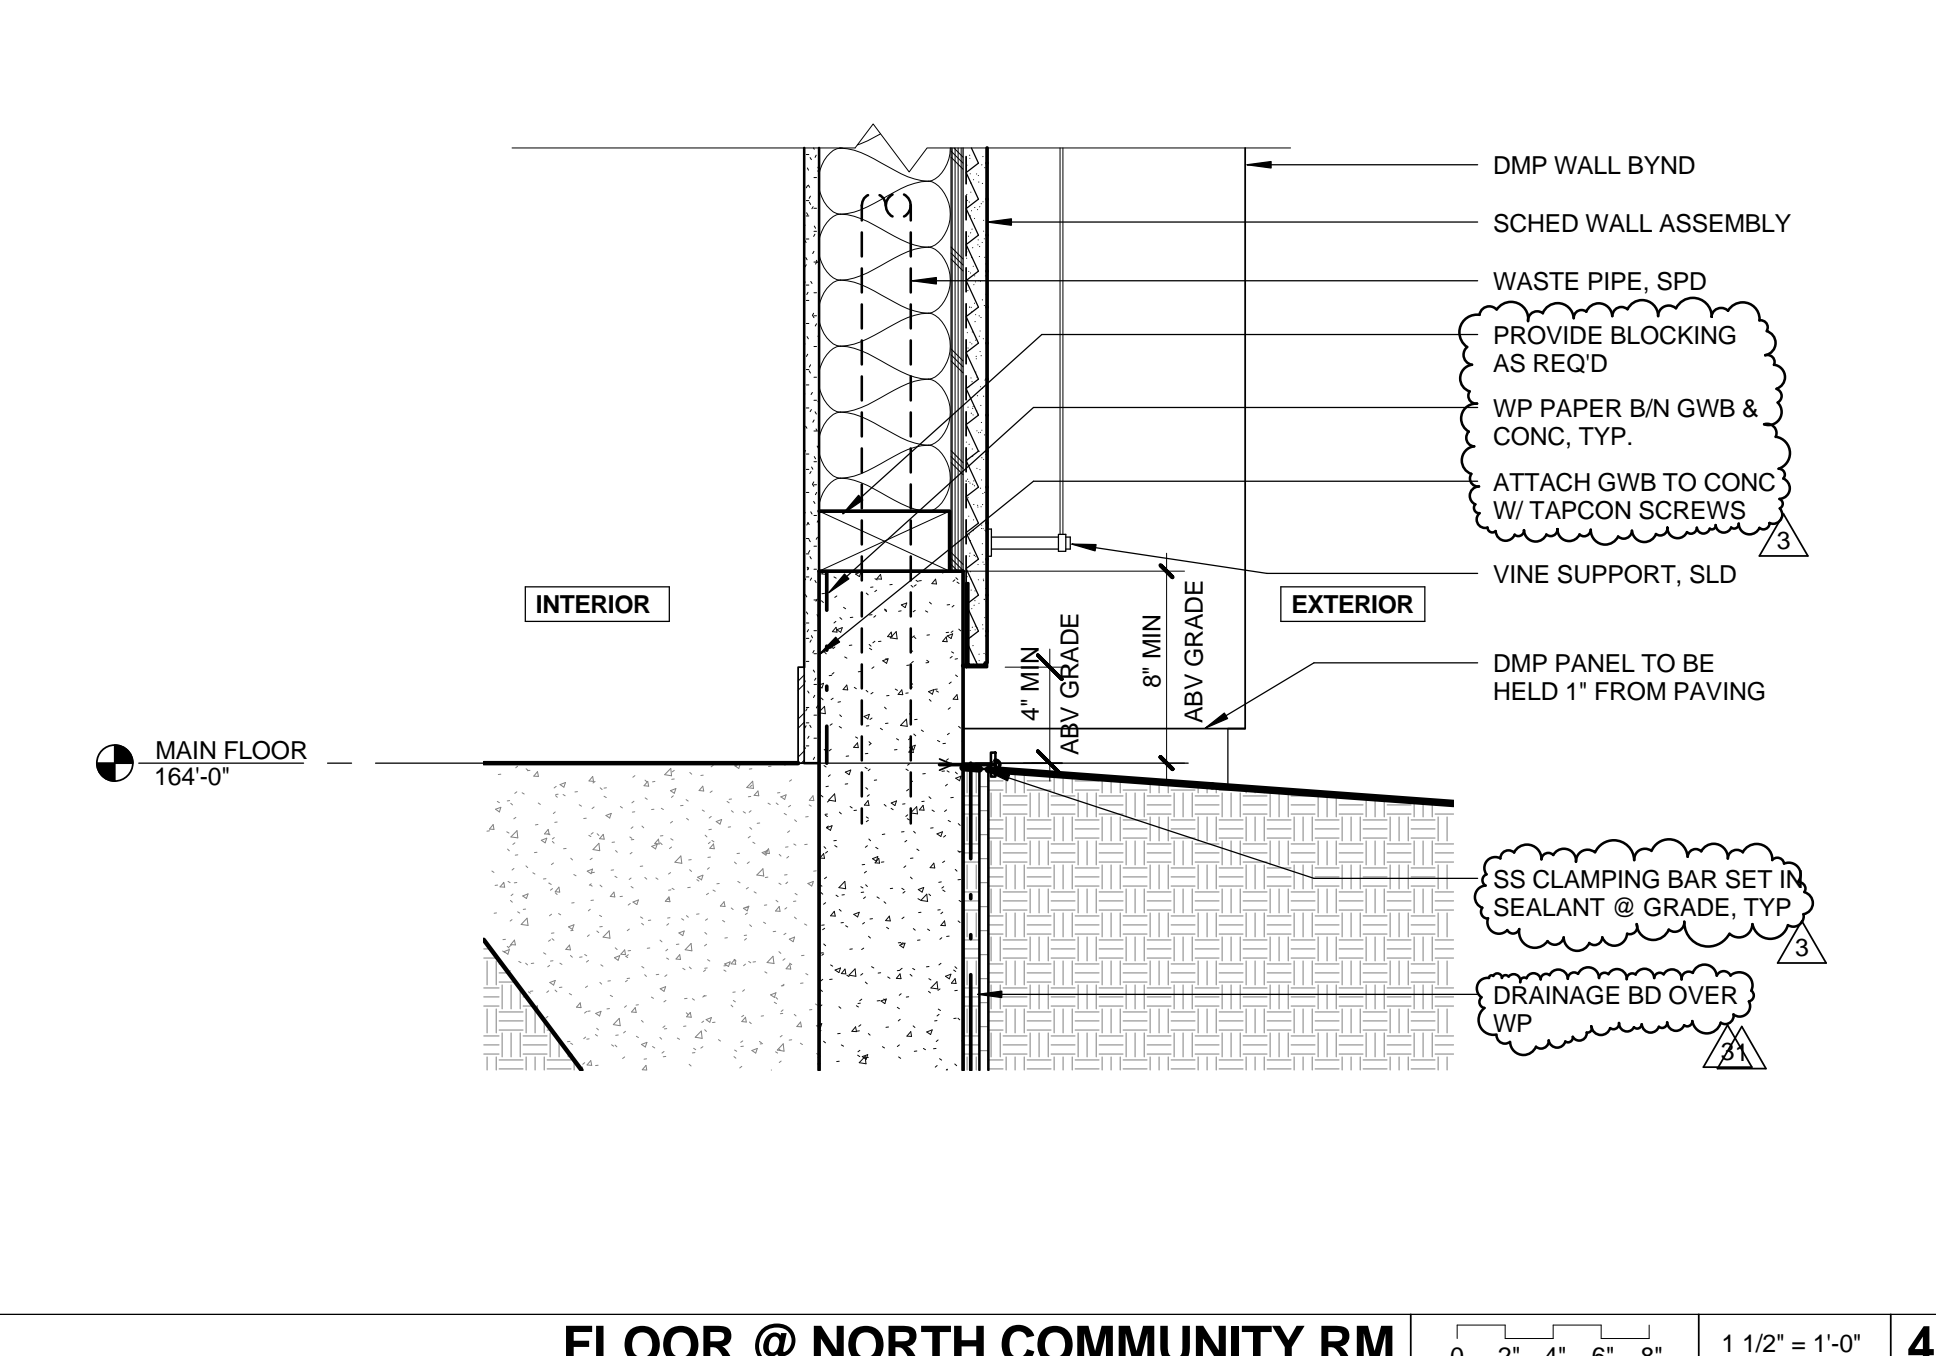 DMP WALL BYND
SCHED WALL ASSEMBLY
WASTE PIPE, SPD
PROVIDE BLOCKING
AS REQ'D
WP PAPER B/N GWB &
CONC, TYP.
ATTACH GWB TO CONC
W/ TAPCON SCREWS
3
VINE SUPPORT, SLD
INTERIOR
EXTERIOR
4" MIN
ABV GRADE
8" MIN
ABV GRADE
DMP PANEL TO BE
HELD 1" FROM PAVING
MAIN FLOOR
164'-0"
SS CLAMPING BAR SET IN
SEALANT @ GRADE, TYP
3
DRAINAGE BD OVER
WP
3 1
FLOOR @ NORTH COMMUNITY RM
0 2" 4" 6" 8"
1 1/2" = 1'-0"
4